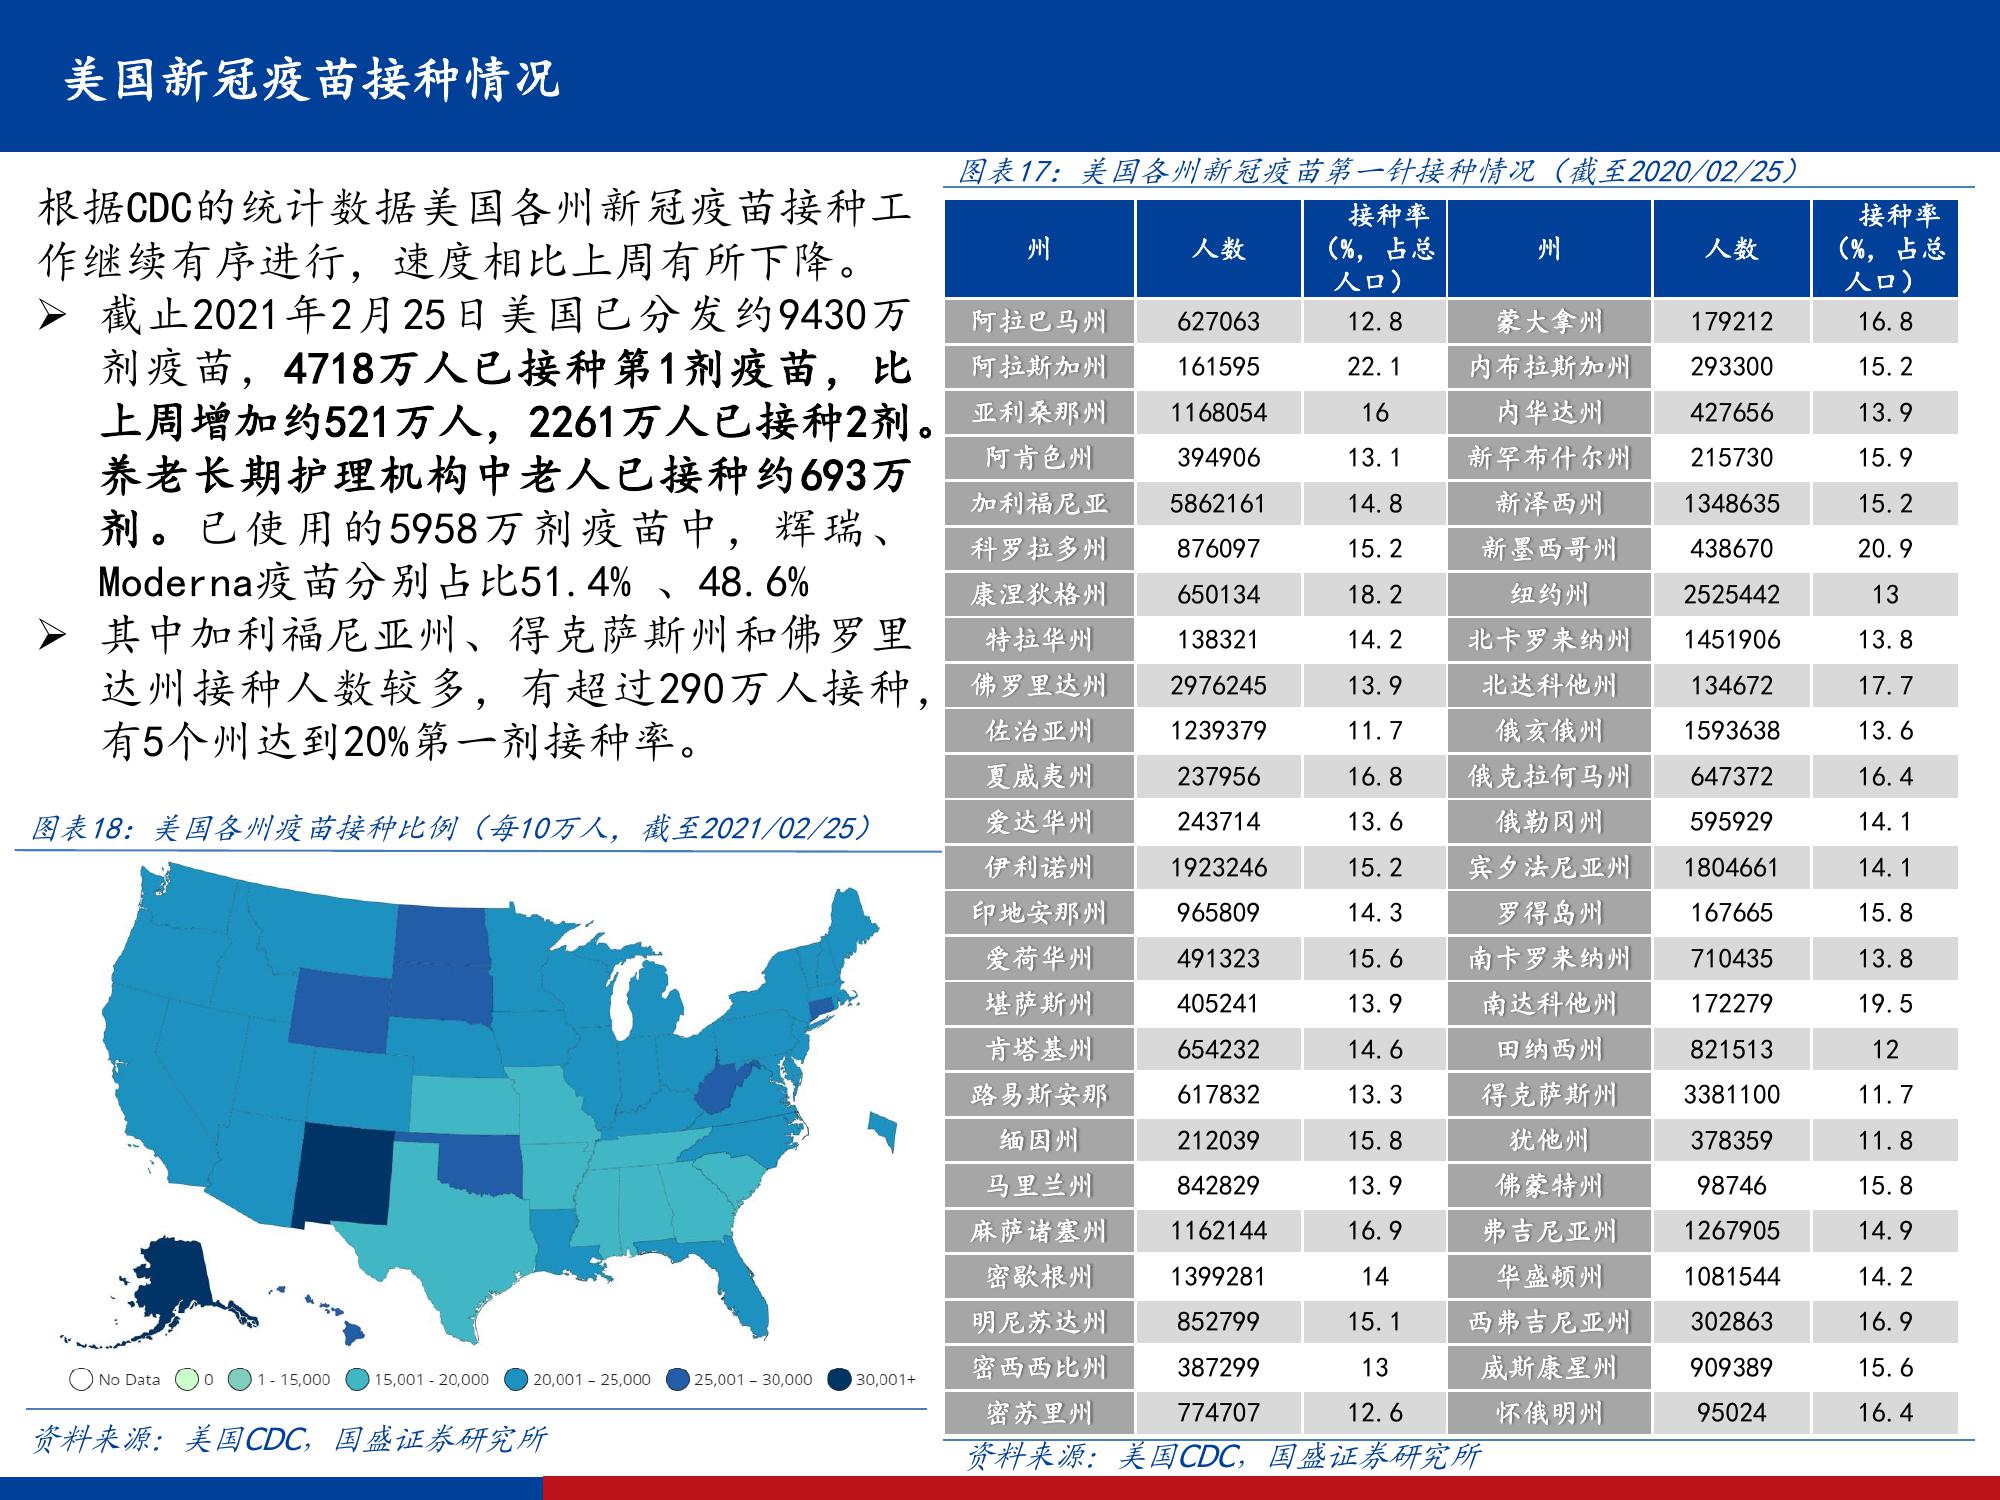 美国新冠疫苗接种情况
根据CDC的统计数据美国各州新冠疫苗接种工
作继续有序进行，速度相比上周有所下降。
➢ 截止2021年2月25日美国已分发约9430万
剂疫苗，4718万人已接种第1剂疫苗，比
上周增加约521万人，2261万人已接种2剂。
养老长期护理机构中老人已接种约693万
剂。已使用的5958万剂疫苗中，辉瑞、
Moderna疫苗分别占比51.4% 、48.6%
➢ 其中加利福尼亚州、得克萨斯州和佛罗里
达州接种人数较多，有超过290万人接种，
有5个州达到20%第一剂接种率。
图表18：美国各州疫苗接种比例（每10万人，截至2021/02/25）
No Data 0 1 - 15,000 15,001 - 20,000 20,001 – 25,000 25,001 – 30,000 30,001+
资料来源：美国CDC，国盛证券研究所
图表17：美国各州新冠疫苗第一针接种情况（截至2020/02/25）
州 人数 接种率（%，占总人口） 州 人数 接种率（%，占总人口）
阿拉巴马州 627063 12.8 蒙大拿州 179212 16.8
阿拉斯加州 161595 22.1 内布拉斯加州 293300 15.2
亚利桑那州 1168054 16 内华达州 427656 13.9
阿肯色州 394906 13.1 新罕布什尔州 215730 15.9
加利福尼亚 5862161 14.8 新泽西州 1348635 15.2
科罗拉多州 876097 15.2 新墨西哥州 438670 20.9
康涅狄格州 650134 18.2 纽约州 2525442 13
特拉华州 138321 14.2 北卡罗来纳州 1451906 13.8
佛罗里达州 2976245 13.9 北达科他州 134672 17.7
佐治亚州 1239379 11.7 俄亥俄州 1593638 13.6
夏威夷州 237956 16.8 俄克拉何马州 647372 16.4
爱达华州 243714 13.6 俄勒冈州 595929 14.1
伊利诺州 1923246 15.2 宾夕法尼亚州 1804661 14.1
印地安那州 965809 14.3 罗得岛州 167665 15.8
爱荷华州 491323 15.6 南卡罗来纳州 710435 13.8
堪萨斯州 405241 13.9 南达科他州 172279 19.5
肯塔基州 654232 14.6 田纳西州 821513 12
路易斯安那 617832 13.3 得克萨斯州 3381100 11.7
缅因州 212039 15.8 犹他州 378359 11.8
马里兰州 842829 13.9 佛蒙特州 98746 15.8
麻萨诸塞州 1162144 16.9 弗吉尼亚州 1267905 14.9
密歇根州 1399281 14 华盛顿州 1081544 14.2
明尼苏达州 852799 15.1 西弗吉尼亚州 302863 16.9
密西西比州 387299 13 威斯康星州 909389 15.6
密苏里州 774707 12.6 怀俄明州 95024 16.4
资料来源：美国CDC，国盛证券研究所